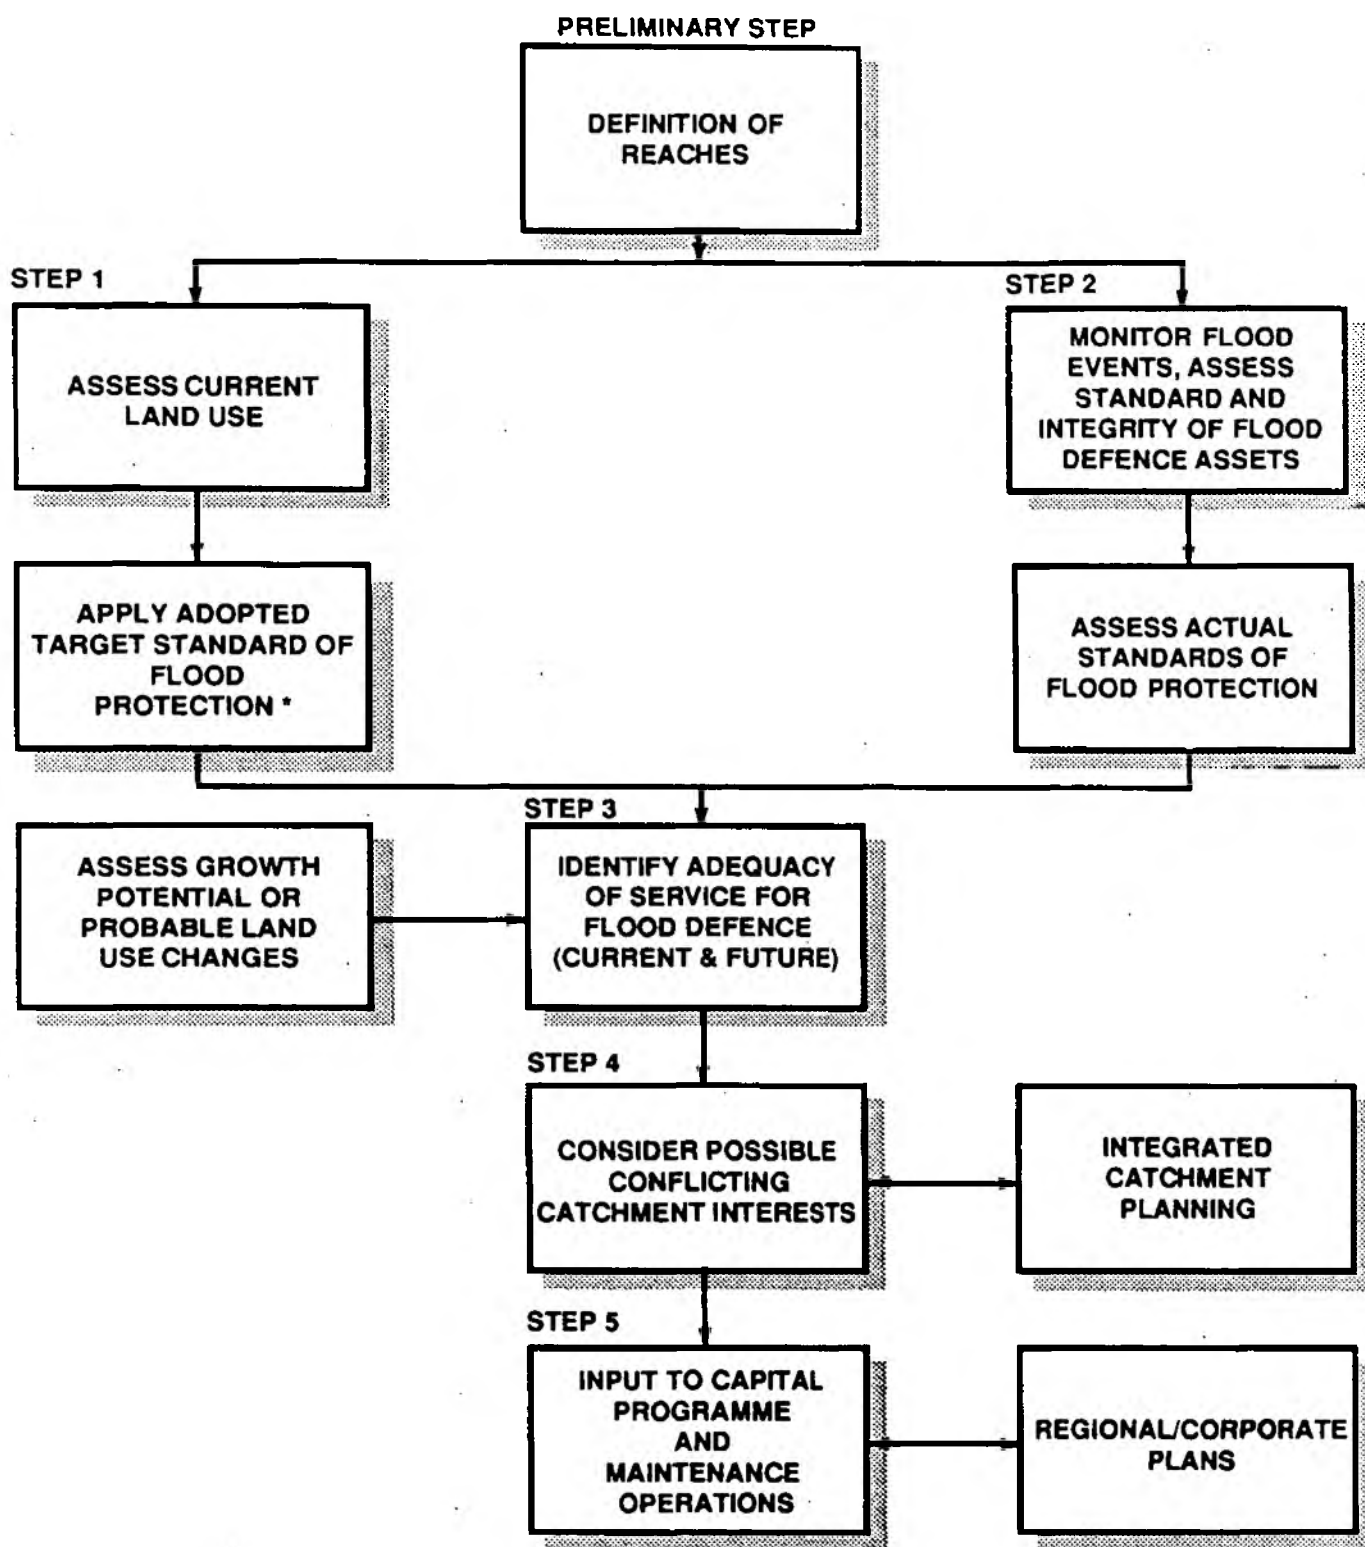 PRELIMINARY STEP
DEFINITION OF
REACHES
STEP 1
ASSESS CURRENT
LAND USE
STEP 2
MONITOR FLOOD
EVENTS, ASSESS
STANDARD AND
INTEGRITY OF FLOOD
DEFENCE ASSETS
APPLY ADOPTED
TARGET STANDARD OF
FLOOD
PROTECTION *
ASSESS ACTUAL
STANDARDS OF
FLOOD PROTECTION
ASSESS GROWTH
POTENTIAL OR
PROBABLE LAND
USE CHANGES
STEP 3
IDENTIFY ADEQUACY
OF SERVICE FOR
FLOOD DEFENCE
(CURRENT & FUTURE)
STEP 4
CONSIDER POSSIBLE
CONFLICTING
CATCHMENT INTERESTS
INTEGRATED
CATCHMENT
PLANNING
STEP 5
INPUT TO CAPITAL
PROGRAMME
AND
MAINTENANCE
OPERATIONS
REGIONAL/CORPORATE
PLANS